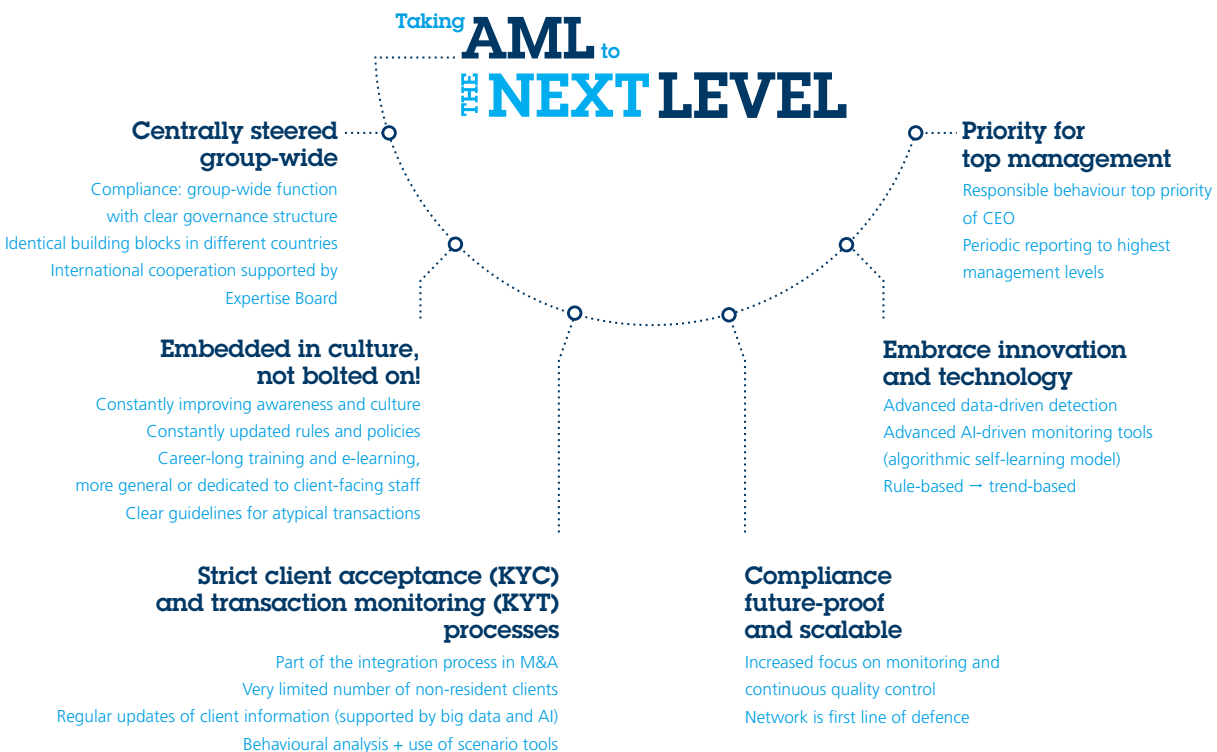 Taking AML to
THE NEXT LEVEL
Centrally steered
group-wide
Compliance: group-wide function
with clear governance structure
Identical building blocks in different countries
International cooperation supported by
Expertise Board
Embedded in culture,
not bolted on!
Constantly improving awareness and culture
Constantly updated rules and policies
Career-long training and e-learning,
more general or dedicated to client-facing staff
Clear guidelines for atypical transactions
Strict client acceptance (KYC)
and transaction monitoring (KYT)
processes
Part of the integration process in M&A
Very limited number of non-resident clients
Regular updates of client information (supported by big data and AI)
Behavioural analysis + use of scenario tools
Compliance
future-proof
and scalable
Increased focus on monitoring and
continuous quality control
Network is first line of defence
Embrace innovation
and technology
Advanced data-driven detection
Advanced AI-driven monitoring tools
(algorithmic self-learning model)
Rule-based → trend-based
Priority for
top management
Responsible behaviour top priority
of CEO
Periodic reporting to highest
management levels